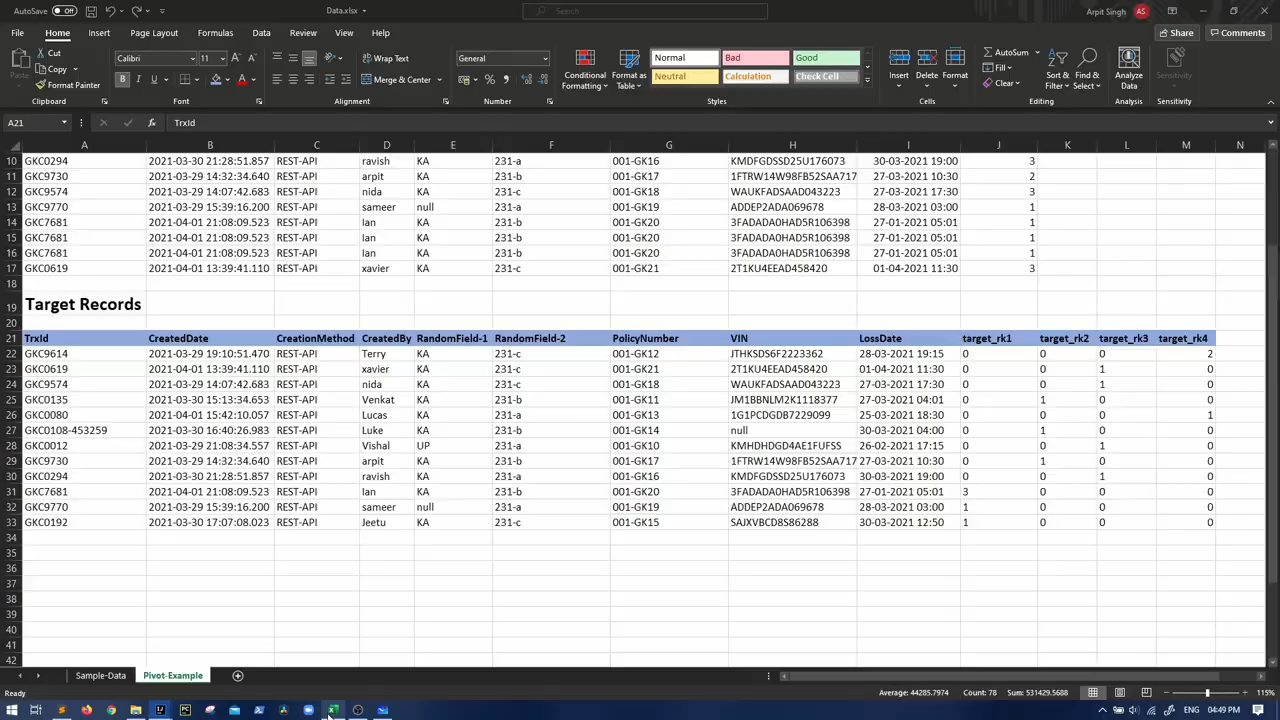 AutoSave Off Data.xlsx Search Arpit Singh AS
File Home Insert Page Layout Formulas Data Review View Help Share Comments
Paste Cut Copy Format Painter Clipboard
Calibri 11 B I U Font
Wrap Text Merge & Center Alignment
General Number
Conditional Formatting Format as Table Normal Bad Good Neutral Calculation Check Cell Styles
Insert Delete Format Cells
AutoSum Fill Clear Sort & Filter Find & Select Editing
Analyze Data Analysis Sensitivity Sensitivity
A21 fx TrxId
A B C D E F G H I J K L M N
10 GKC0294 2021-03-30 21:28:51.857 REST-API ravish KA 231-a 001-GK16 KMDFGDSSD25U176073 30-03-2021 19:00 3
11 GKC9730 2021-03-29 14:32:34.640 REST-API arpit KA 231-b 001-GK17 1FTRW14W98FB52SAA717 27-03-2021 10:30 2
12 GKC9574 2021-03-29 14:07:42.683 REST-API nida KA 231-c 001-GK18 WAUKFADSAAD043223 27-03-2021 17:30 3
13 GKC9770 2021-03-29 15:39:16.200 REST-API sameer null 231-a 001-GK19 ADDEP2ADA069678 28-03-2021 03:00 1
14 GKC7681 2021-04-01 21:08:09.523 REST-API Ian KA 231-b 001-GK20 3FADADA0HAD5R106398 27-01-2021 05:01 1
15 GKC7681 2021-04-01 21:08:09.523 REST-API Ian KA 231-b 001-GK20 3FADADA0HAD5R106398 27-01-2021 05:01 1
16 GKC7681 2021-04-01 21:08:09.523 REST-API Ian KA 231-b 001-GK20 3FADADA0HAD5R106398 27-01-2021 05:01 1
17 GKC0619 2021-04-01 13:39:41.110 REST-API xavier KA 231-c 001-GK21 2T1KU4EEAD458420 01-04-2021 11:30 3
18
19 Target Records
20
21 TrxId CreatedDate CreationMethod CreatedBy RandomField-1 RandomField-2 PolicyNumber VIN LossDate target_rk1 target_rk2 target_rk3 target_rk4
22 GKC9614 2021-03-29 19:10:51.470 REST-API Terry KA 231-c 001-GK12 JTHKSDS6F2223362 28-03-2021 19:15 0 0 0 2
23 GKC0619 2021-04-01 13:39:41.110 REST-API xavier KA 231-c 001-GK21 2T1KU4EEAD458420 01-04-2021 11:30 0 0 1 0
24 GKC9574 2021-03-29 14:07:42.683 REST-API nida KA 231-c 001-GK18 WAUKFADSAAD043223 27-03-2021 17:30 0 0 1 0
25 GKC0135 2021-03-30 15:13:34.653 REST-API Venkat KA 231-b 001-GK11 JM1BBNLM2K1118377 27-03-2021 04:01 0 1 0 0
26 GKC0080 2021-04-01 15:42:10.057 REST-API Lucas KA 231-a 001-GK13 1G1PCDGDB7229099 25-03-2021 18:30 0 0 0 1
27 GKC0108-453259 2021-03-30 16:40:26.983 REST-API Luke KA 231-b 001-GK14 null 30-03-2021 04:00 0 1 0 0
28 GKC0012 2021-03-30 21:08:34.557 REST-API Vishal UP 231-a 001-GK10 KMHDHDGD4AE1FUFSS 26-02-2021 17:15 0 0 1 0
29 GKC9730 2021-03-29 14:32:34.640 REST-API arpit KA 231-b 001-GK17 1FTRW14W98FB52SAA717 27-03-2021 10:30 0 1 0 0
30 GKC0294 2021-03-30 21:28:51.857 REST-API ravish KA 231-a 001-GK16 KMDFGDSSD25U176073 30-03-2021 19:00 0 0 1 0
31 GKC7681 2021-04-01 21:08:09.523 REST-API Ian KA 231-b 001-GK20 3FADADA0HAD5R106398 27-01-2021 05:01 3 0 0 0
32 GKC9770 2021-03-29 15:39:16.200 REST-API sameer null 231-a 001-GK19 ADDEP2ADA069678 28-03-2021 03:00 1 0 0 0
33 GKC0192 2021-03-30 17:07:08.023 REST-API Jeetu KA 231-c 001-GK15 SAJXVBCD8S86288 30-03-2021 12:50 1 0 0 0
34
35
36
37
38
39
40
41
42
Sample-Data Pivot-Example
Ready Average: 44285.7974 Count: 78 Sum: 531429.5688 115%
ENG 04:49 PM